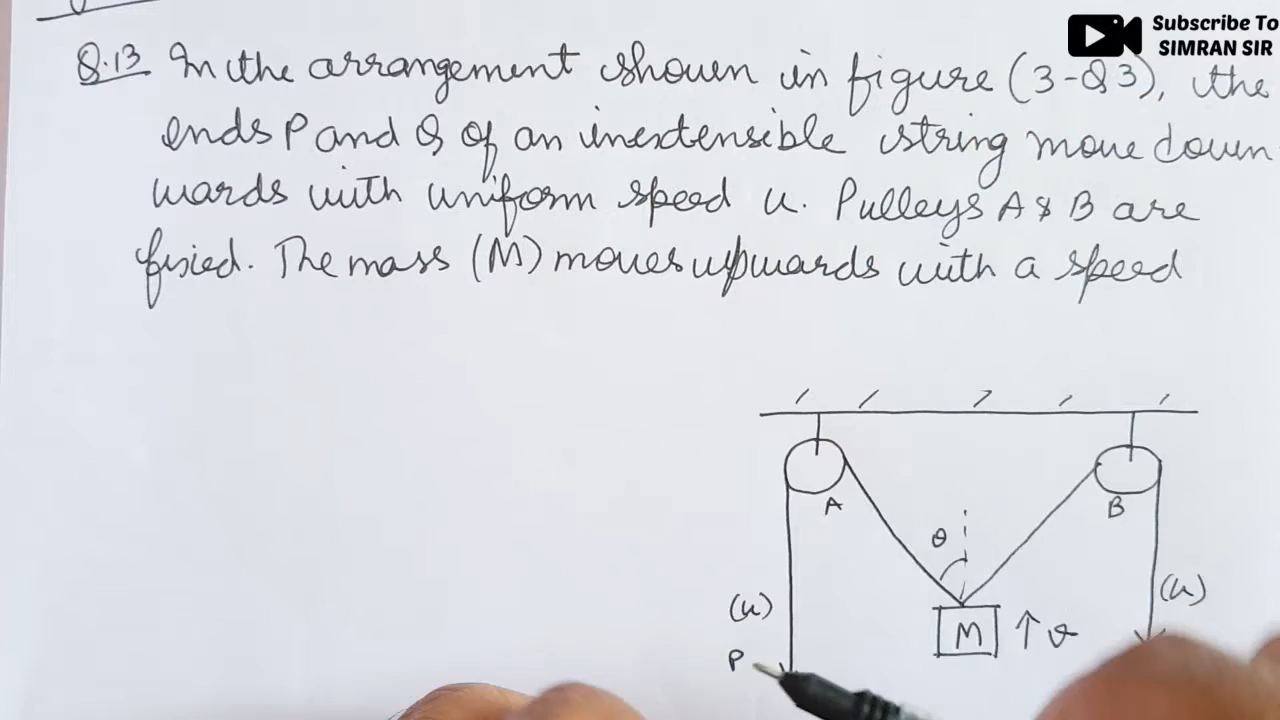 Subscribe To
SIMRAN SIR
Q.13 In the arrangement shown in figure (3-Q3), the
ends P and Q of an inextensible string move down
wards with uniform speed u. Pulleys A & B are
fixed. The mass (M) moves upwards with a speed
A
B
θ
(u)
(u)
M
↑ v
P